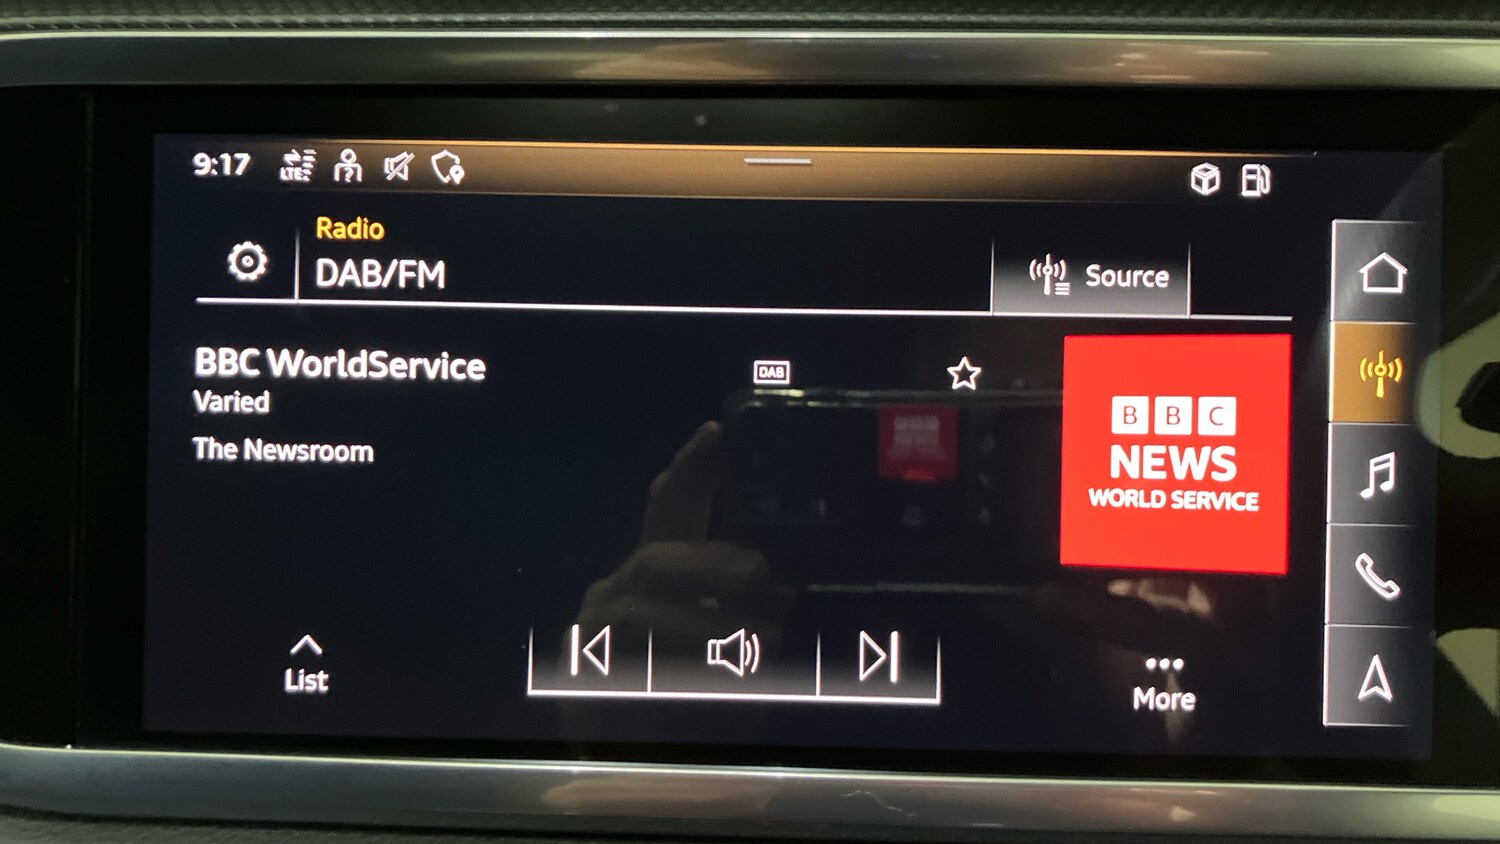 9:17
LTE
Radio
DAB/FM
Source
BBC WorldService
DAB
Varied
The Newsroom
BBC
NEWS
WORLD SERVICE
List
More